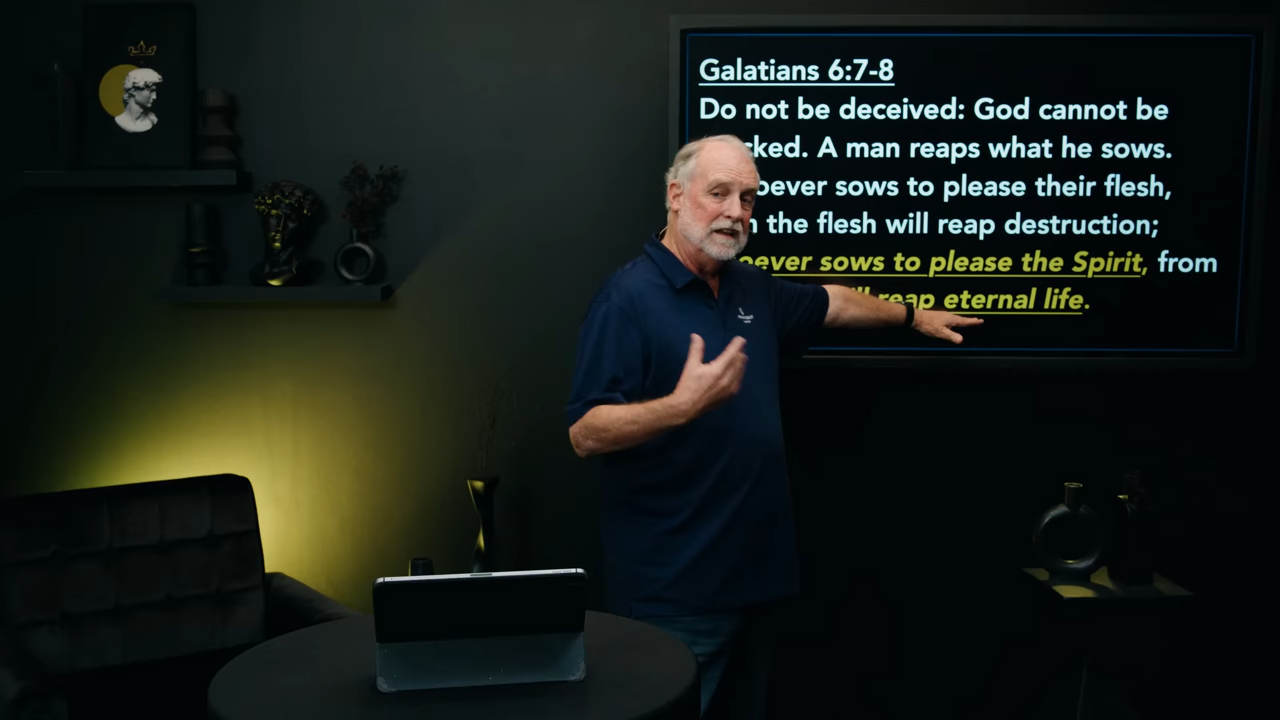 Galatians 6:7-8
Do not be deceived: God cannot be
cked. A man reaps what he sows.
oever sows to please their flesh,
the flesh will reap destruction;
ever sows to please the Spirit, from
reap eternal life.